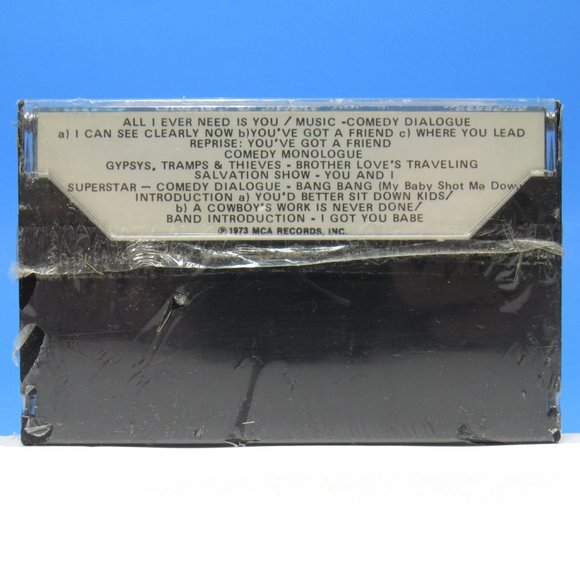 ALL I EVER NEED IS YOU / MUSIC -COMEDY DIALOGUE
a) I CAN SEE CLEARLY NOW b)YOU'VE GOT A FRIEND c) WHERE YOU LEAD
REPRISE: YOU'VE GOT A FRIEND
COMEDY MONOLOGUE
GYPSYS, TRAMPS & THIEVES - BROTHER LOVE'S TRAVELING
SALVATION SHOW - YOU AND I
SUPERSTAR - COMEDY DIALOGUE - BANG BANG (My Baby Shot Me Down)
INTRODUCTION a) YOU'D BETTER SIT DOWN KIDS/
b) A COWBOY'S WORK IS NEVER DONE/
BAND INTRODUCTION - I GOT YOU BABE
℗ 1973 MCA RECORDS, INC.